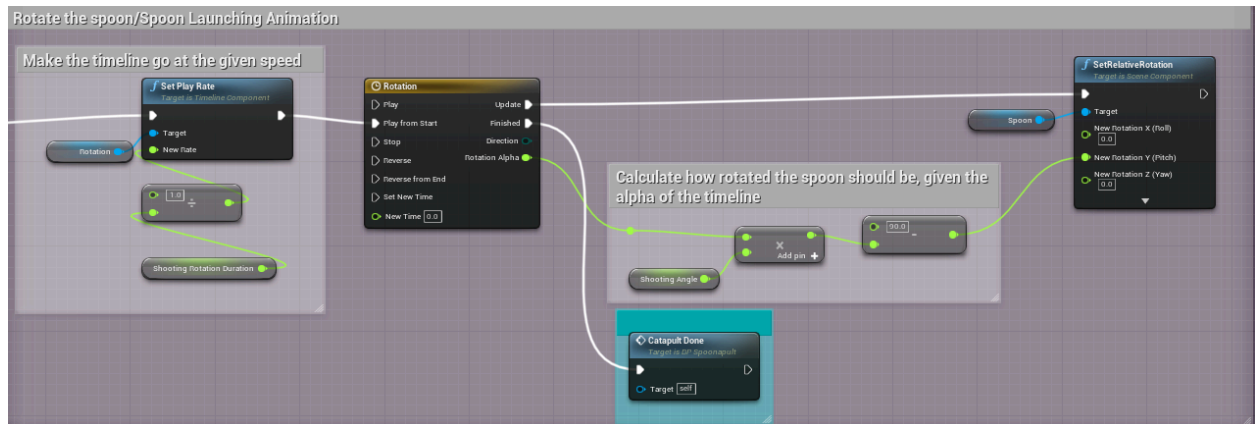 Rotate the spoon/Spoon Launching Animation
Make the timeline go at the given speed
Set Play Rate
Target is Timeline Component
Target
New Rate
Rotation
1.0
÷
Shooting Rotation Duration
Rotation
Play
Play from Start
Stop
Reverse
Reverse from End
Set New Time
New Time 0.0
Update
Finished
Direction
Rotation Alpha
Calculate how rotated the spoon should be, given the
alpha of the timeline
Shooting Angle
×
Add pin +
90.0
-
Catapult Done
Target is BP Spoonapult
Target self
Spoon
SetRelativeRotation
Target is Scene Component
Target
New Rotation X (Roll)
0.0
New Rotation Y (Pitch)
New Rotation Z (Yaw)
0.0